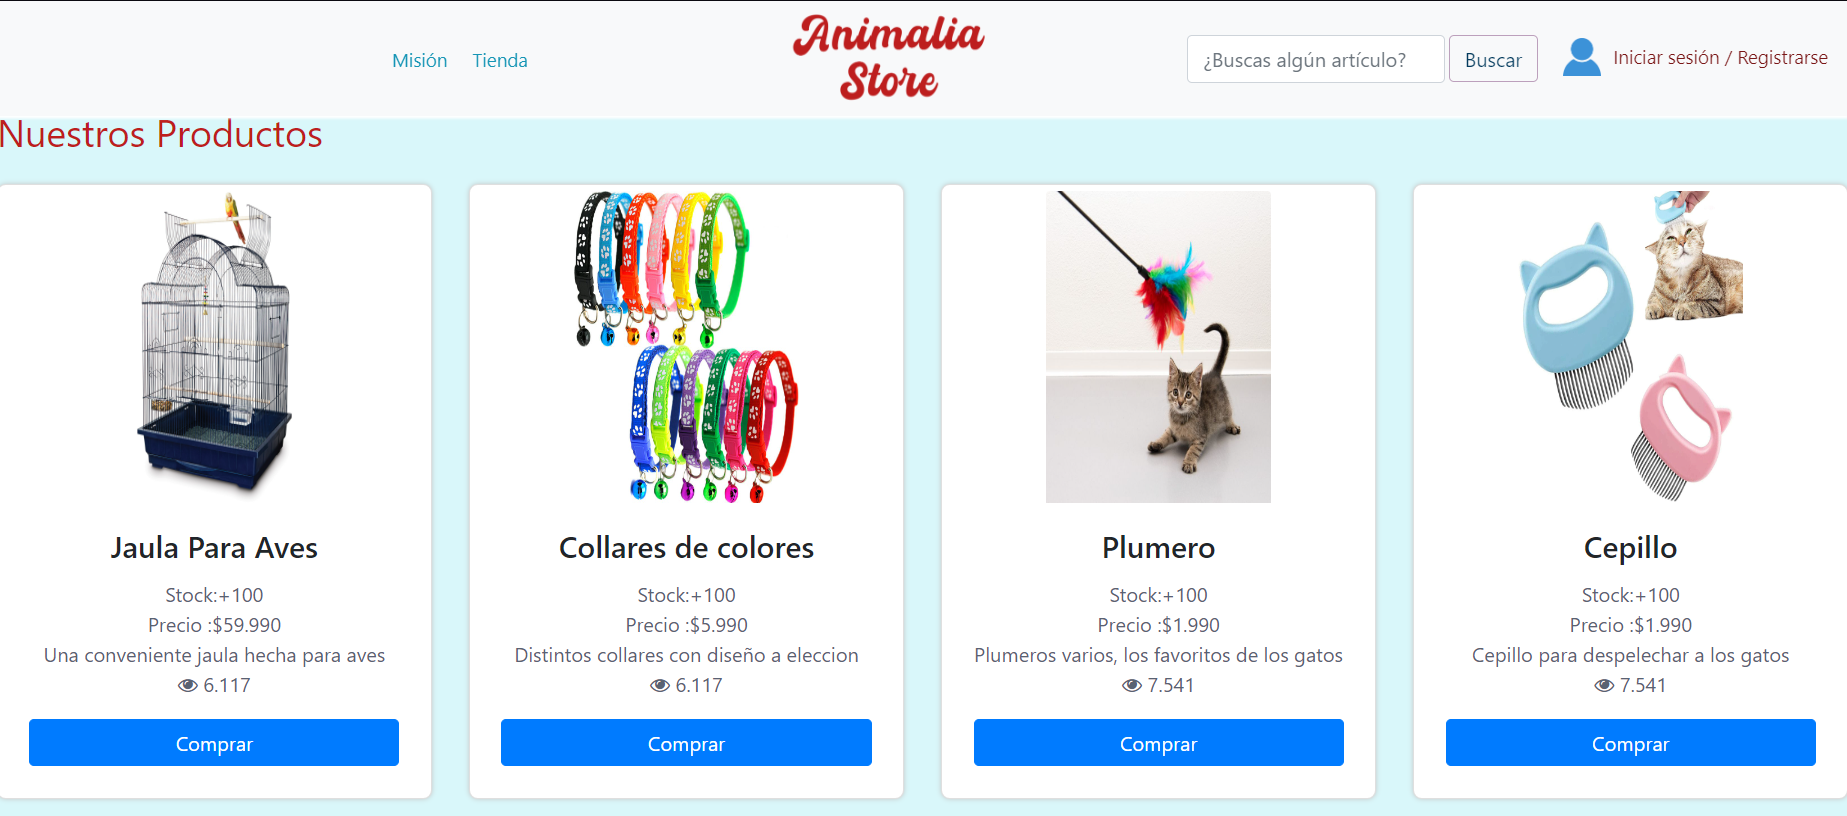 Misión Tienda
Animalia
Store
¿Buscas algún artículo? Buscar
Iniciar sesión / Registrarse
Nuestros Productos
Jaula Para Aves
Stock:+100
Precio :$59.990
Una conveniente jaula hecha para aves
6.117
Comprar
Collares de colores
Stock:+100
Precio :$5.990
Distintos collares con diseño a eleccion
6.117
Comprar
Plumero
Stock:+100
Precio :$1.990
Plumeros varios, los favoritos de los gatos
7.541
Comprar
Cepillo
Stock:+100
Precio :$1.990
Cepillo para despelechar a los gatos
7.541
Comprar